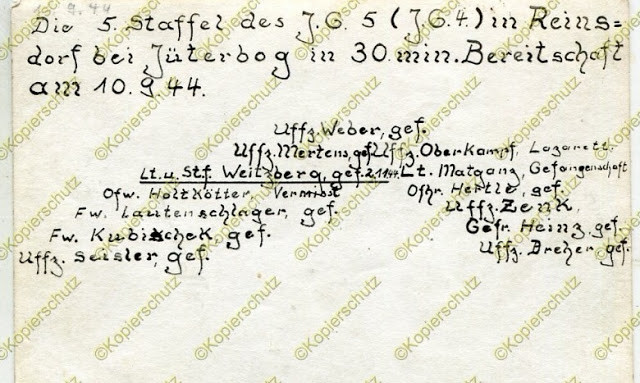 Die 5. Staffel des J.G. 5 (J.G.4.) in Reins=
dorf bei Jüterbog in 30.min. Bereitschaft
am 10.9.44.
Uffz. Weber, gef.
Uffz. Mertens, gef. Uffz. Oberkampf, Lazarett.
Lt. u. Stf. Weitzberg, gef. 2.11.44. Lt. Matganz, Gefangenschaft
Ofw. Holtkötter, Vermisst Ofhr. Hertle, gef.
Fw. Lautenschlager, gef. Uffz. Zenk,
Fw. Kubischek, gef. Gefr. Heinz, gef.
Uffz. Seisler, gef. Uffz. Breher, gef.
©Kopierschutz